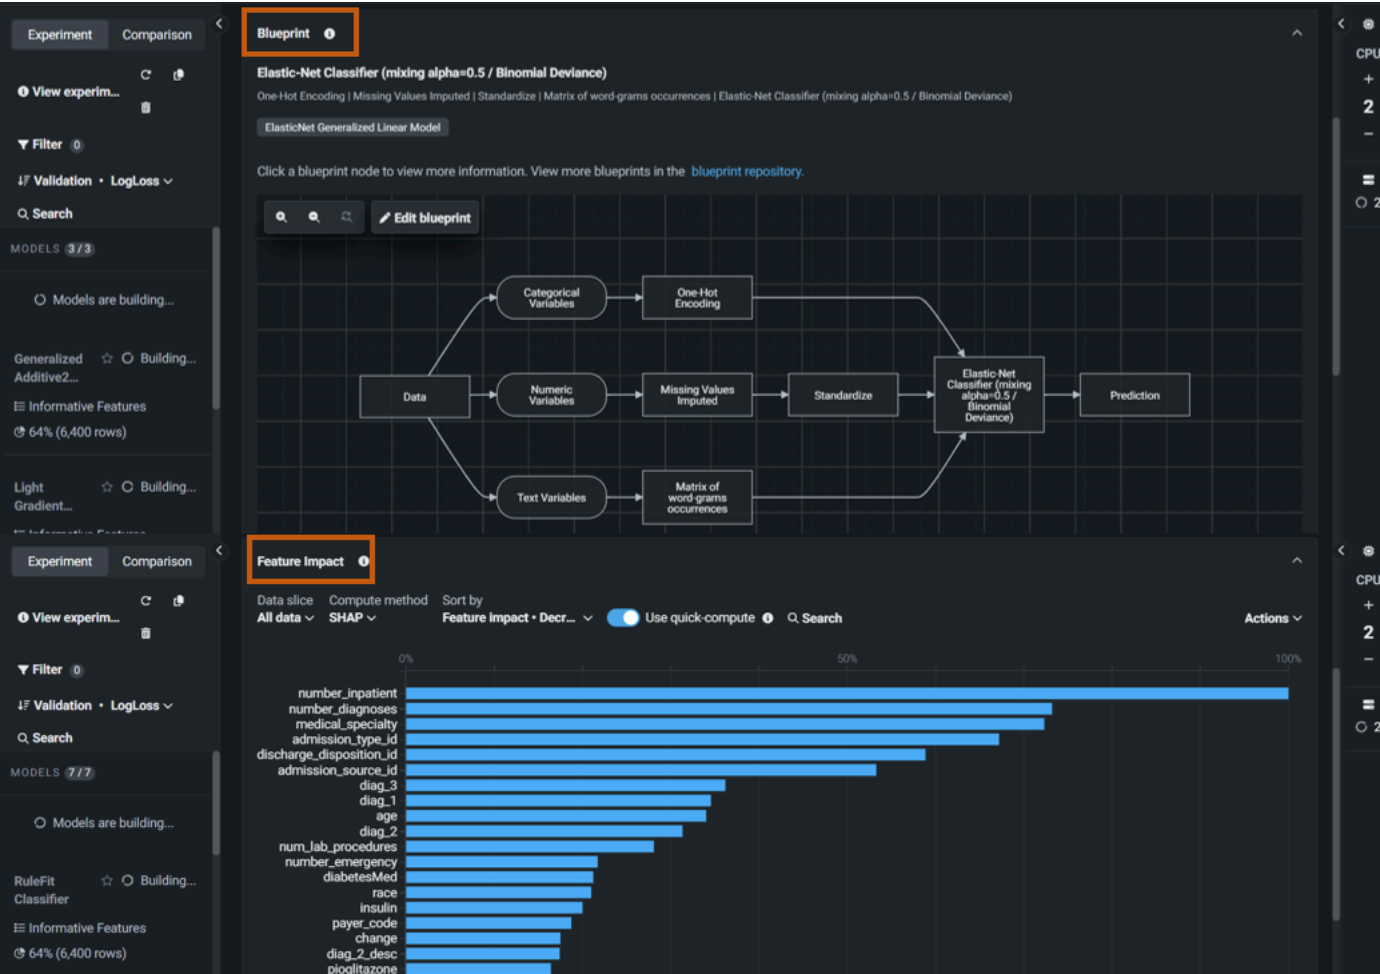 Experiment Comparison
View experim...
Filter 0
Validation • LogLoss
Search
MODELS 3/3
Models are building...
Generalized Additive2...
Building...
Informative Features
64% (6,400 rows)
Light Gradient...
Building...
Informative Features
Blueprint
Elastic-Net Classifier (mixing alpha=0.5 / Binomial Deviance)
One-Hot Encoding | Missing Values Imputed | Standardize | Matrix of word-grams occurrences | Elastic-Net Classifier (mixing alpha=0.5 / Binomial Deviance)
ElasticNet Generalized Linear Model
Click a blueprint node to view more information. View more blueprints in the blueprint repository.
Edit blueprint
Categorical
Variables
One-Hot
Encoding
Data
Numeric
Variables
Missing Values
Imputed
Standardize
Elastic-Net
Classifier (mixing
alpha=0.5 /
Binomial
Deviance)
Prediction
Text Variables
Matrix of
word-grams
occurrences
CPU
+
2
−
2
Experiment Comparison
View experim...
Filter 0
Validation • LogLoss
Search
MODELS 7/7
Models are building...
RuleFit
Classifier
Building...
Informative Features
64% (6,400 rows)
Feature Impact
Data slice Compute method Sort by
All data SHAP Feature impact • Decr... Use quick-compute Search Actions
0% 50% 100%
number_inpatient
number_diagnoses
medical_specialty
admission_type_id
discharge_disposition_id
admission_source_id
diag_3
diag_1
age
diag_2
num_lab_procedures
number_emergency
diabetesMed
race
insulin
payer_code
change
diag_2_desc
pioglitazone
CPU
+
2
−
2